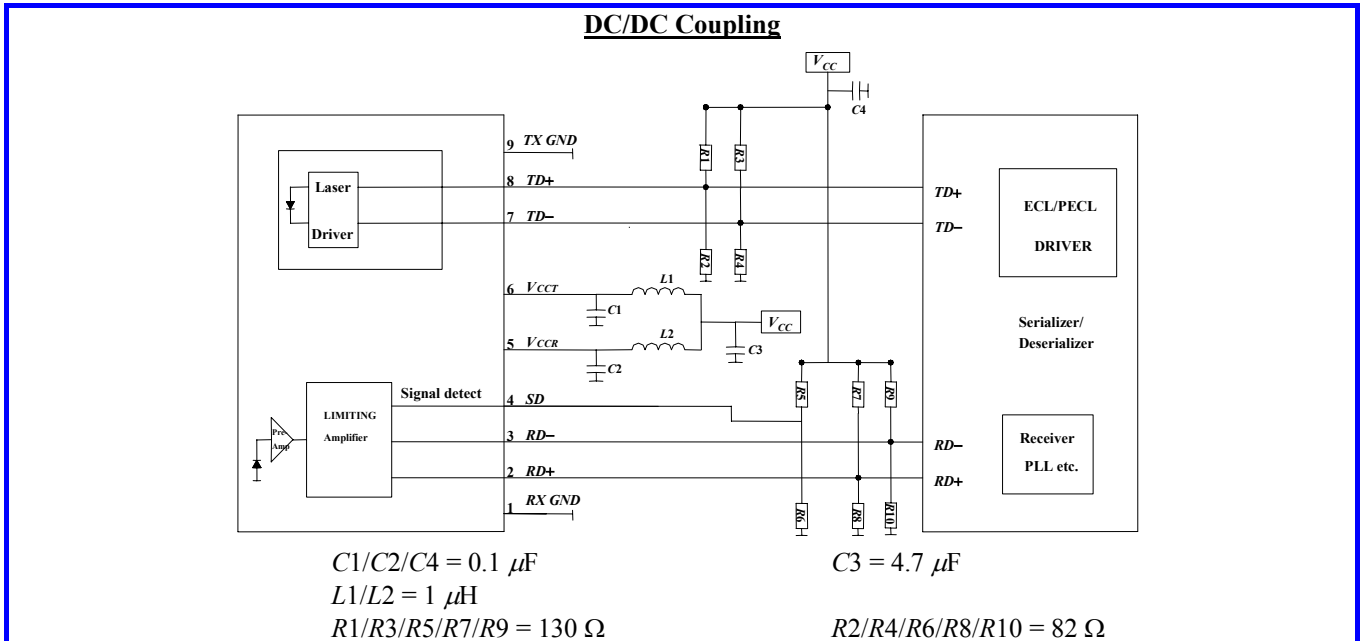 DC/DC Coupling
VCC
C4
9 TX GND
R1 R3
Laser
Driver
8 TD+
TD+
7 TD−
TD−
ECL/PECL
DRIVER
R2 R4
6 VCCT
L1
C1
VCC
L2
C3
5 VCCR
C2
Serializer/
Deserializer
R5 R7 R9
Signal detect
4 SD
LIMITING
Amplifier
Pre-
Amp
3 RD−
RD−
2 RD+
RD+
Receiver
PLL etc.
1 RX GND
R6 R8 R10
C1/C2/C4 = 0.1 μF C3 = 4.7 μF
L1/L2 = 1 μH
R1/R3/R5/R7/R9 = 130 Ω R2/R4/R6/R8/R10 = 82 Ω